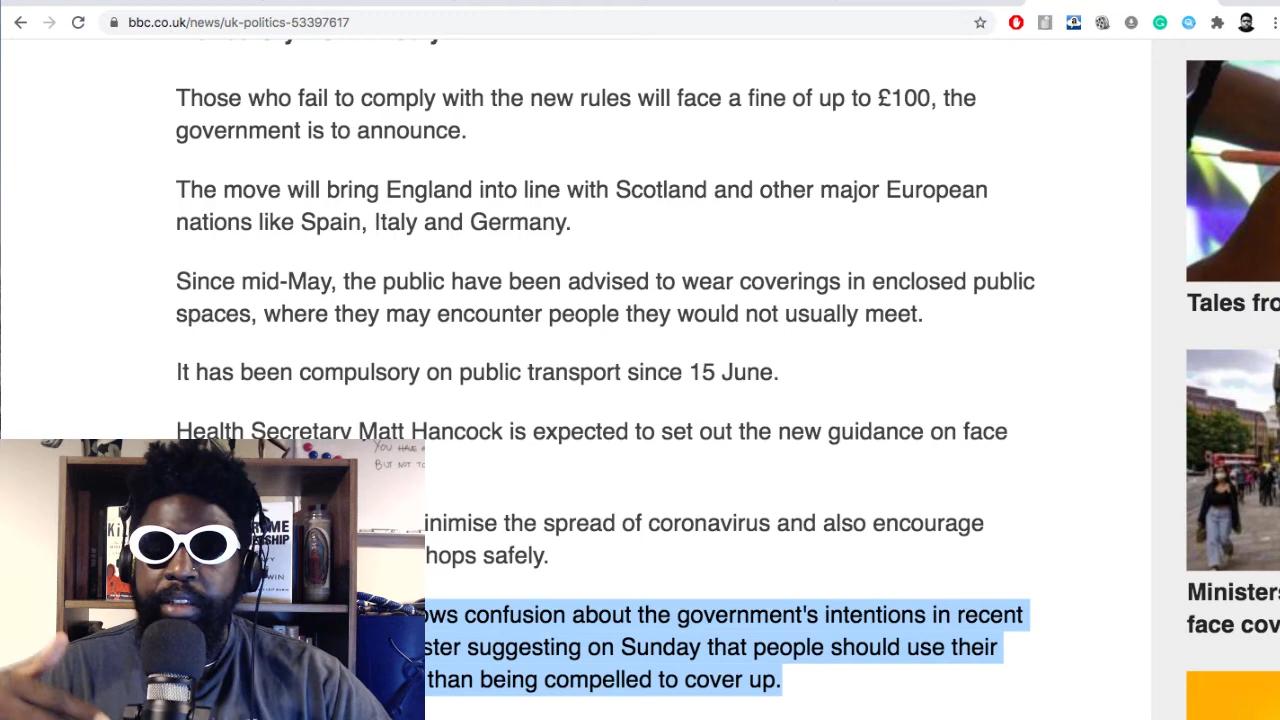 bbc.co.uk/news/uk-politics-53397617
Those who fail to comply with the new rules will face a fine of up to £100, the
government is to announce.
The move will bring England into line with Scotland and other major European
nations like Spain, Italy and Germany.
Since mid-May, the public have been advised to wear coverings in enclosed public
spaces, where they may encounter people they would not usually meet.
It has been compulsory on public transport since 15 June.
Health Secretary Matt Hancock is expected to set out the new guidance on face
inimise the spread of coronavirus and also encourage
hops safely.
ows confusion about the government's intentions in recent
ster suggesting on Sunday that people should use their
than being compelled to cover up.
Tales fro
Ministers
face cov
YOU HAVE
BUT NOT TO
WIN